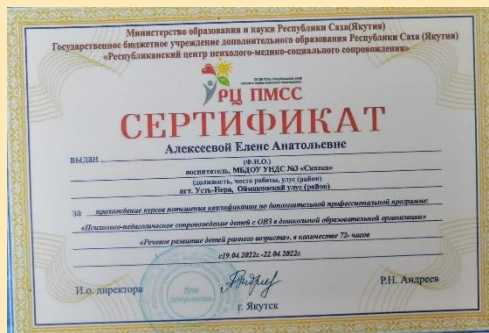 Министерство образования и науки Республики Саха(Якутия)
Государственное бюджетное учреждение дополнительного образования Республики Саха (Якутия)
«Республиканский центр психолого-медико-социального сопровождения»
РЦ ПМСС
СЕРТИФИКАТ
Алексеевой Елене Анатольевне
выдан
(Ф.И.О.)
воспитатель, МБДОУ УНДС №3 «Сказка»
(должность, место работы, улус (район)
пгт. Усть-Нера, Оймяконский улус (район)
за прохождение курсов повышения квалификации по дополнительной профессиональной программе:
«Психолого-педагогическое сопровождение детей с ОВЗ в дошкольной образовательной организации»
«Речевое развитие детей раннего возраста», в количестве 72- часов
с19.04.2022г.-22.04.2022г.
И.о. директора
Р.Н. Андреев
Для документов
г. Якутск